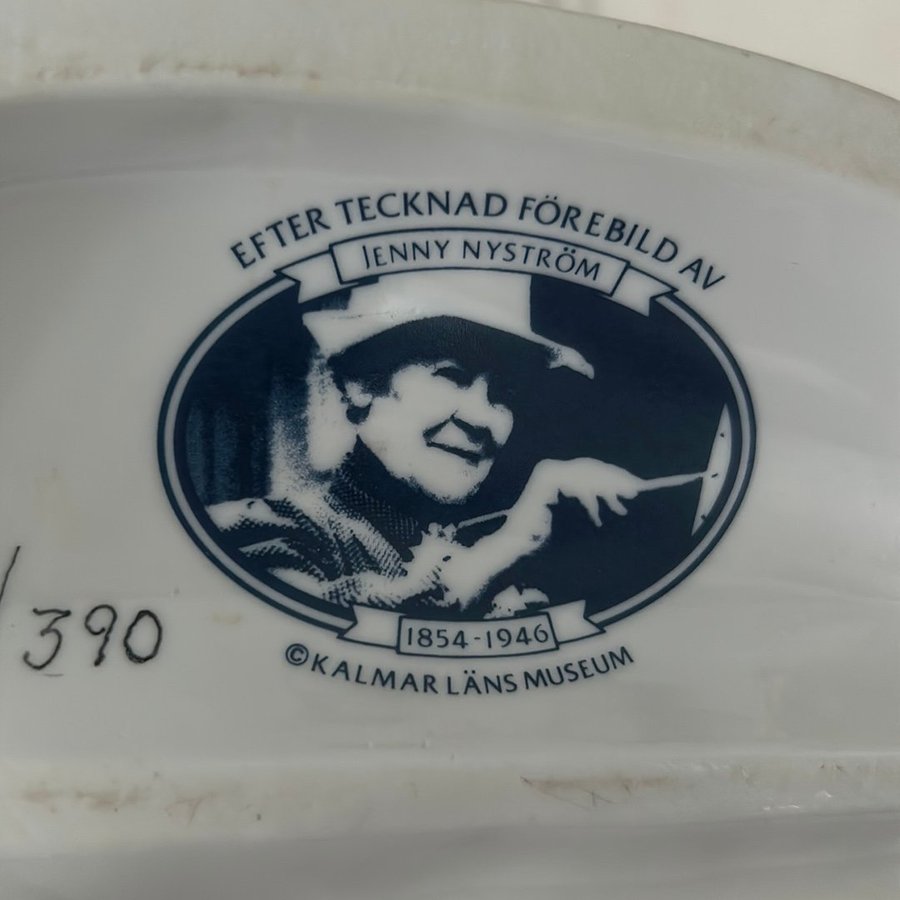 EFTER TECKNAD FÖREBILD AV
JENNY NYSTRÖM
/390
1854-1946
©KALMAR LÄNS MUSEUM